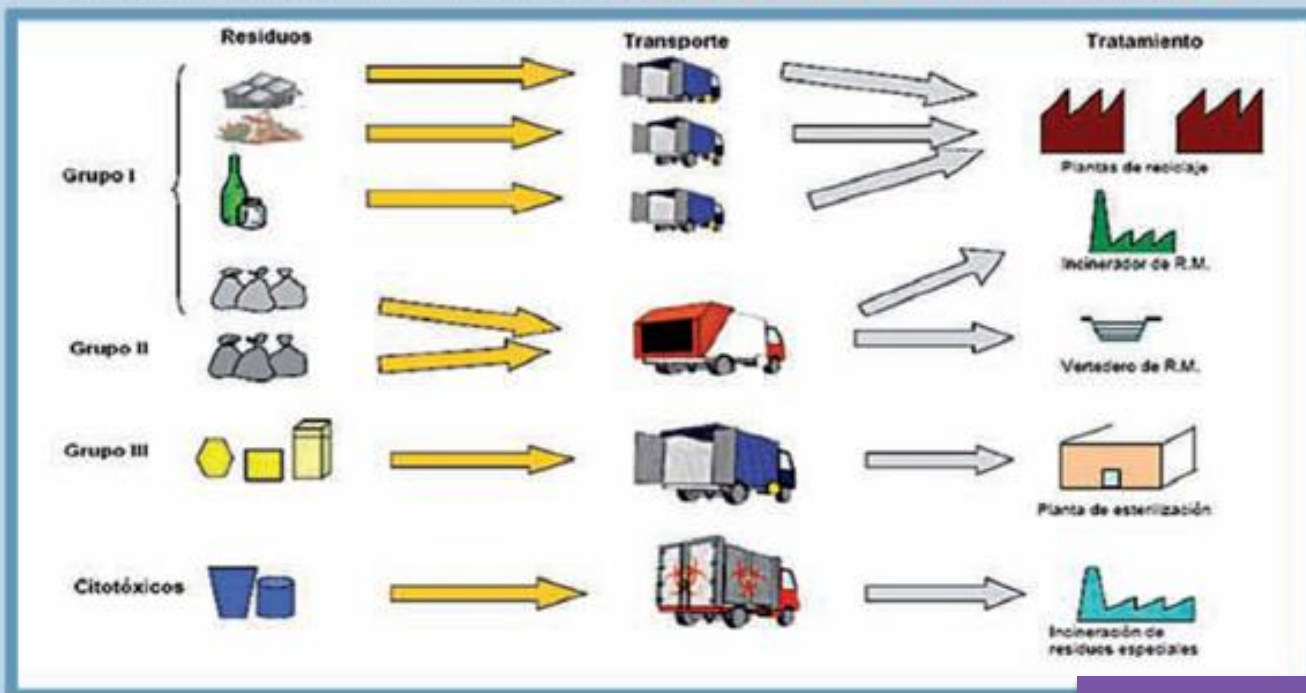 Residuos
Transporte
Tratamiento
Grupo I
Plantas de reciclaje
Incinerador de R.M.
Grupo II
Vertedero de R.M.
Grupo III
Planta de esterilización
Citotóxicos
Incineración de
residuos especiales